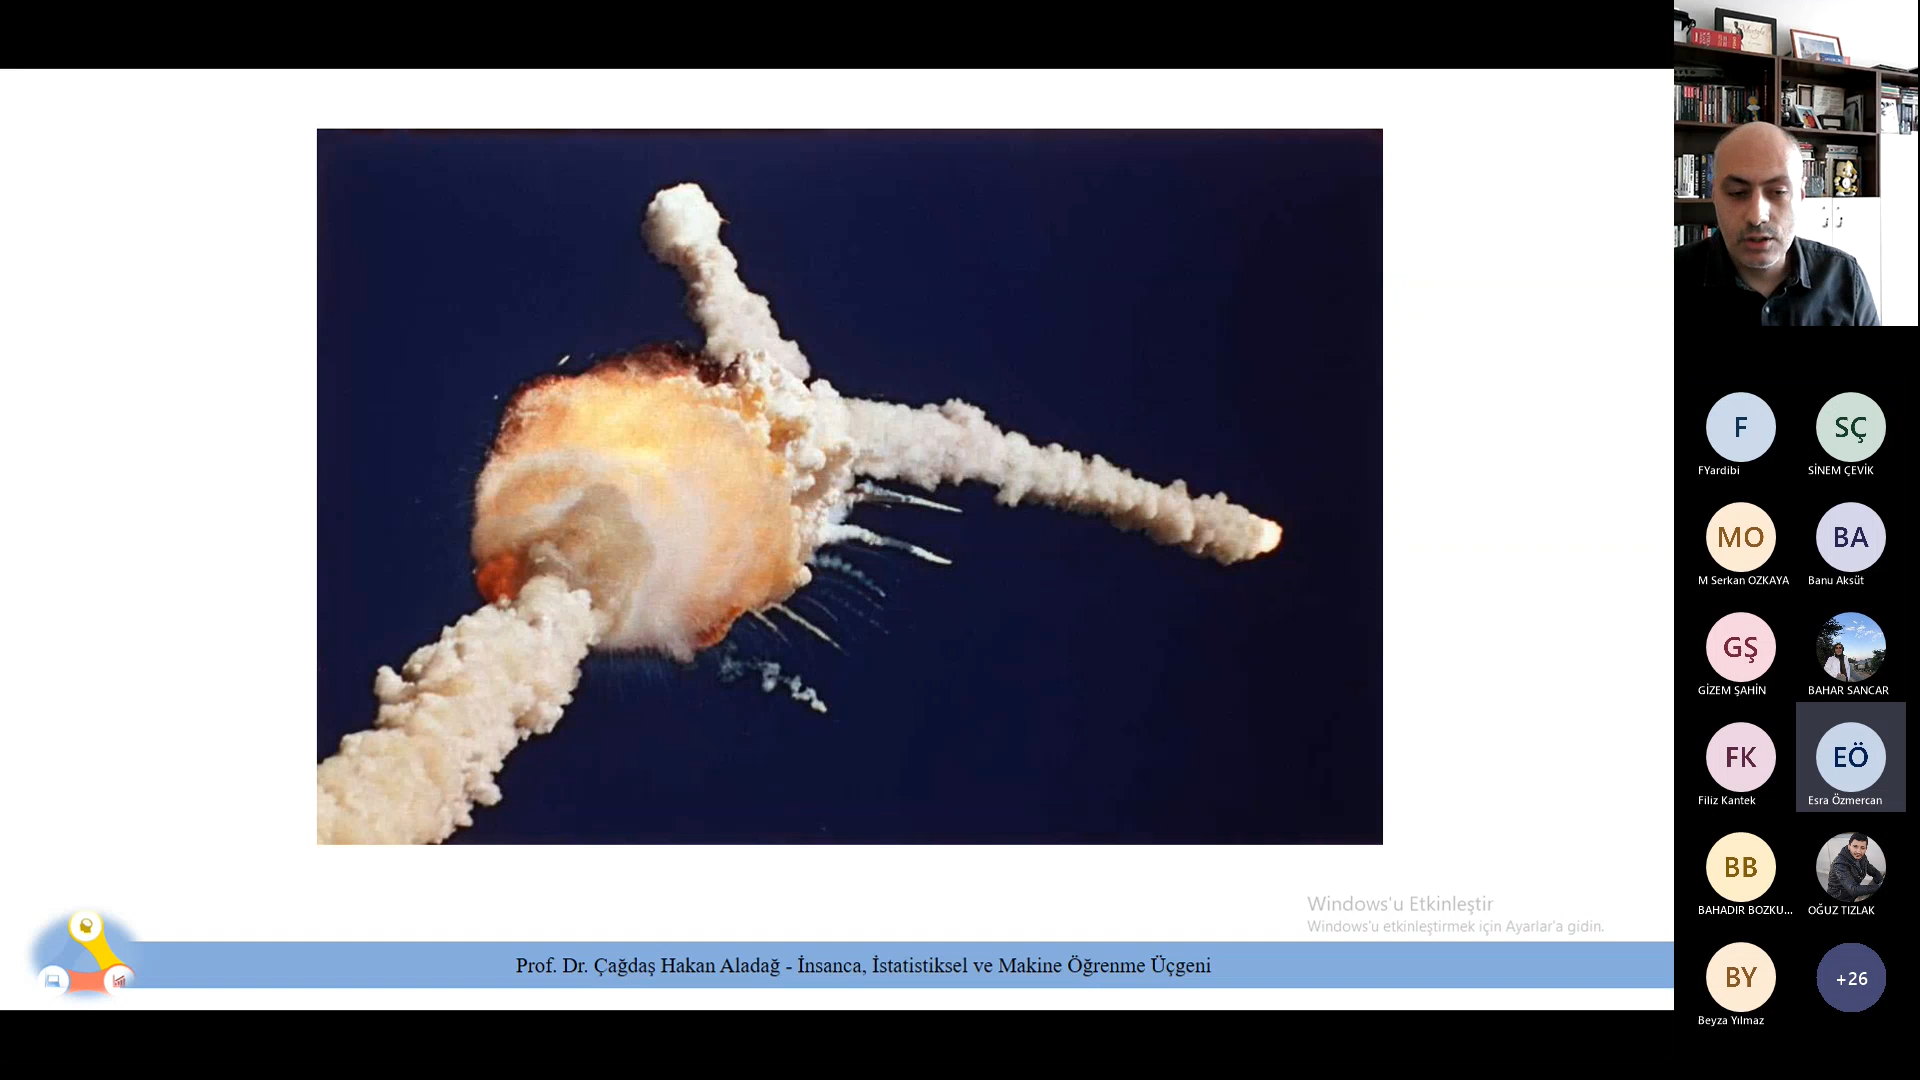 Windows'u Etkinleştir
Windows'u etkinleştirmek için Ayarlar'a gidin.
Prof. Dr. Çağdaş Hakan Aladağ - İnsanca, İstatistiksel ve Makine Öğrenme Üçgeni
F
SÇ
FYardibi
SİNEM ÇEVİK
MO
BA
M Serkan OZKAYA
Banu Aksüt
GŞ
GİZEM ŞAHİN
BAHAR SANCAR
FK
EÖ
Filiz Kantek
Esra Özmercan
BB
BAHADIR BOZKU...
OĞUZ TIZLAK
BY
+26
Beyza Yılmaz